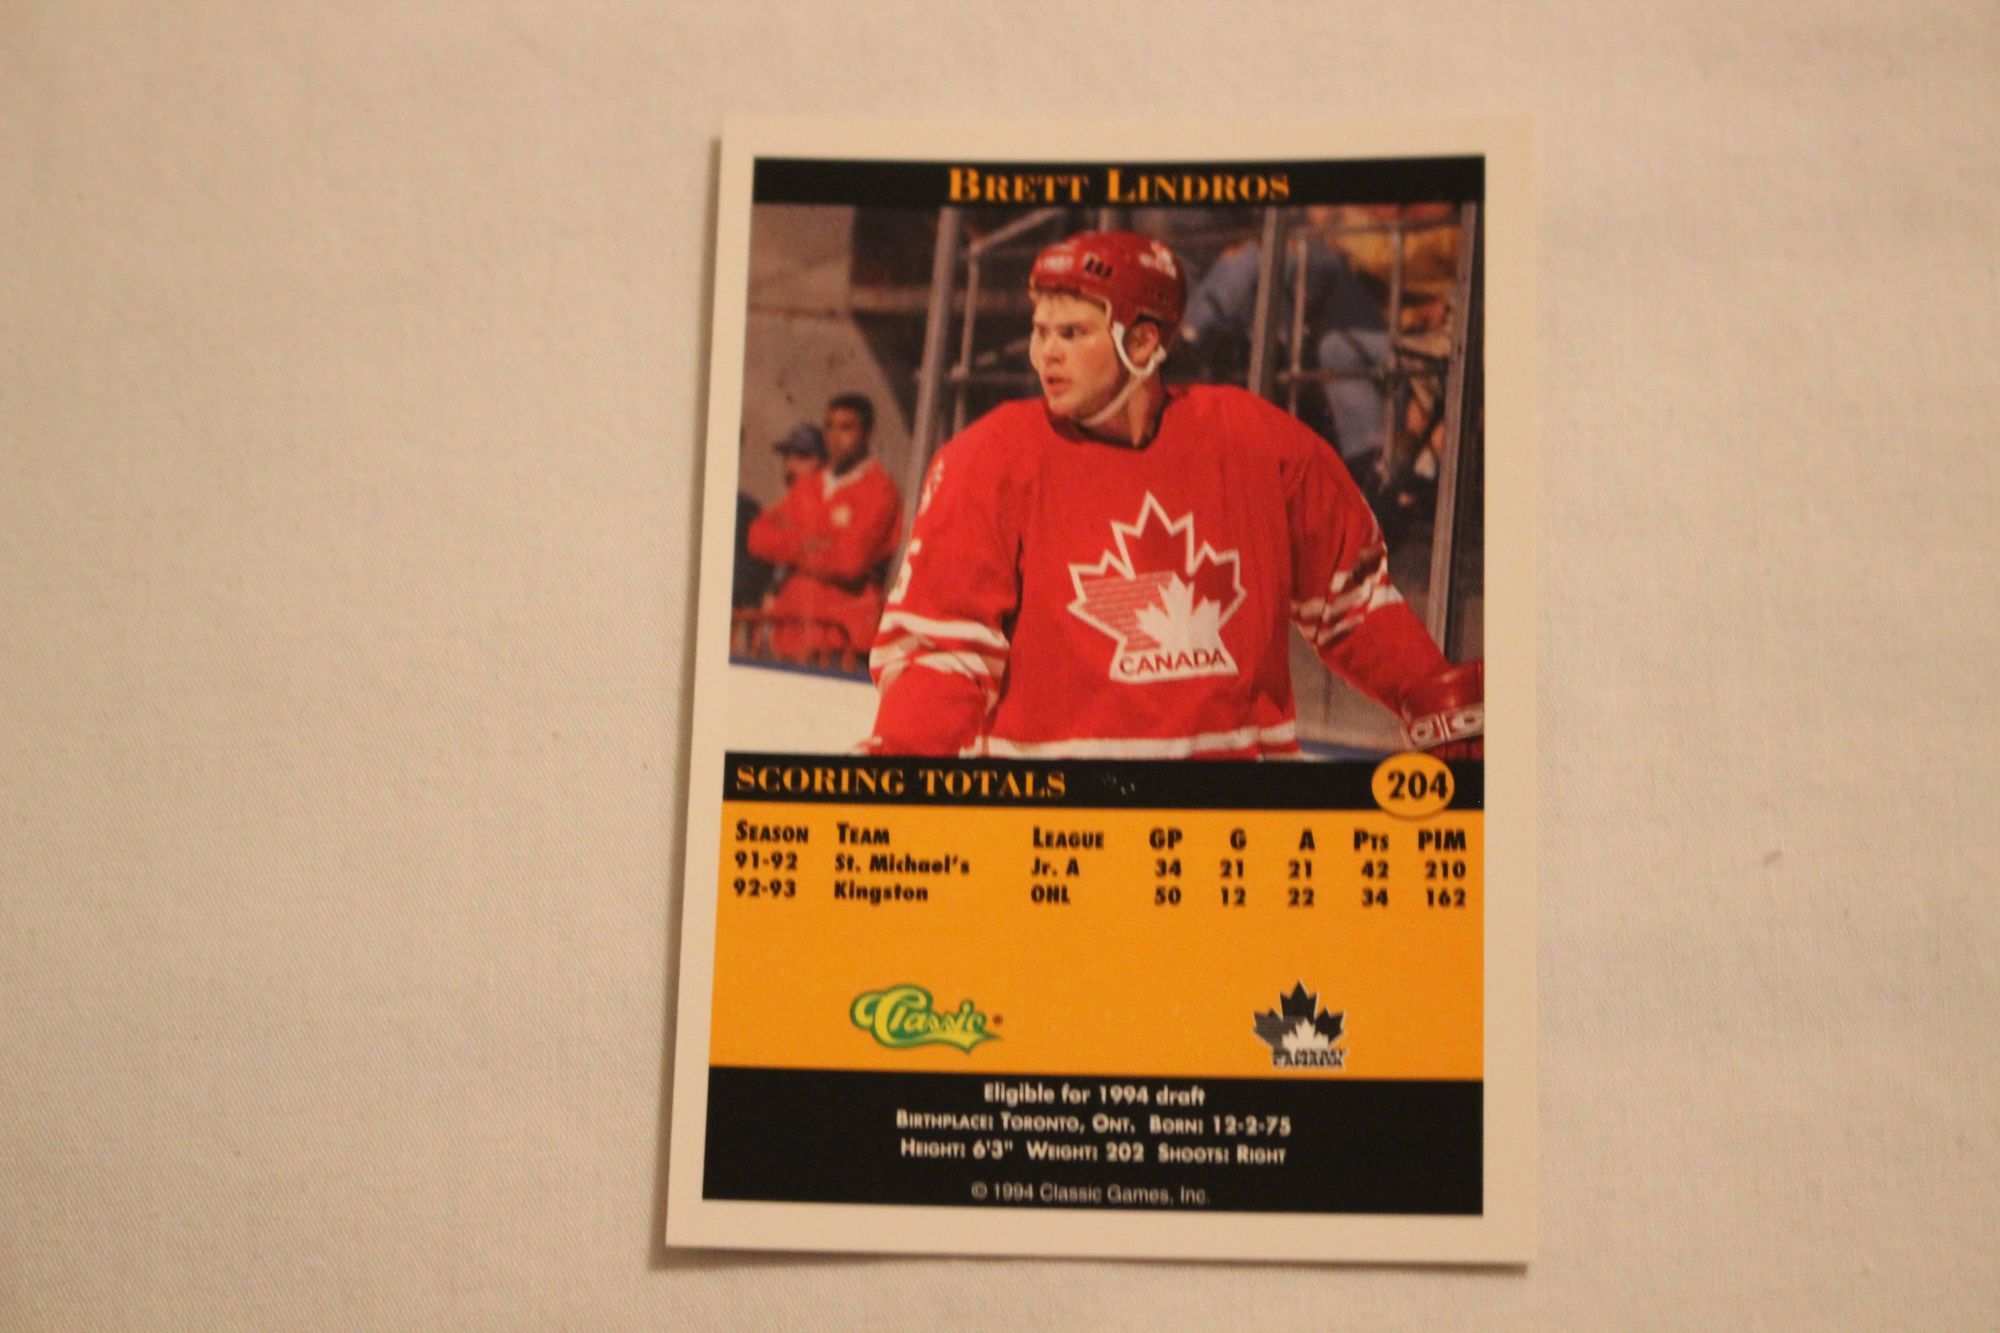 BRETT LINDROS
CANADA
SCORING TOTALS 204
SEASON TEAM LEAGUE GP G A PTS PIM
91-92 St. Michael's Jr. A 34 21 21 42 210
92-93 Kingston OHL 50 12 22 34 162
Classic ®
CANADA
Eligible for 1994 draft
BIRTHPLACE: TORONTO, ONT. BORN: 12-2-75
HEIGHT: 6'3" WEIGHT: 202 SHOOTS: RIGHT
© 1994 Classic Games, Inc.